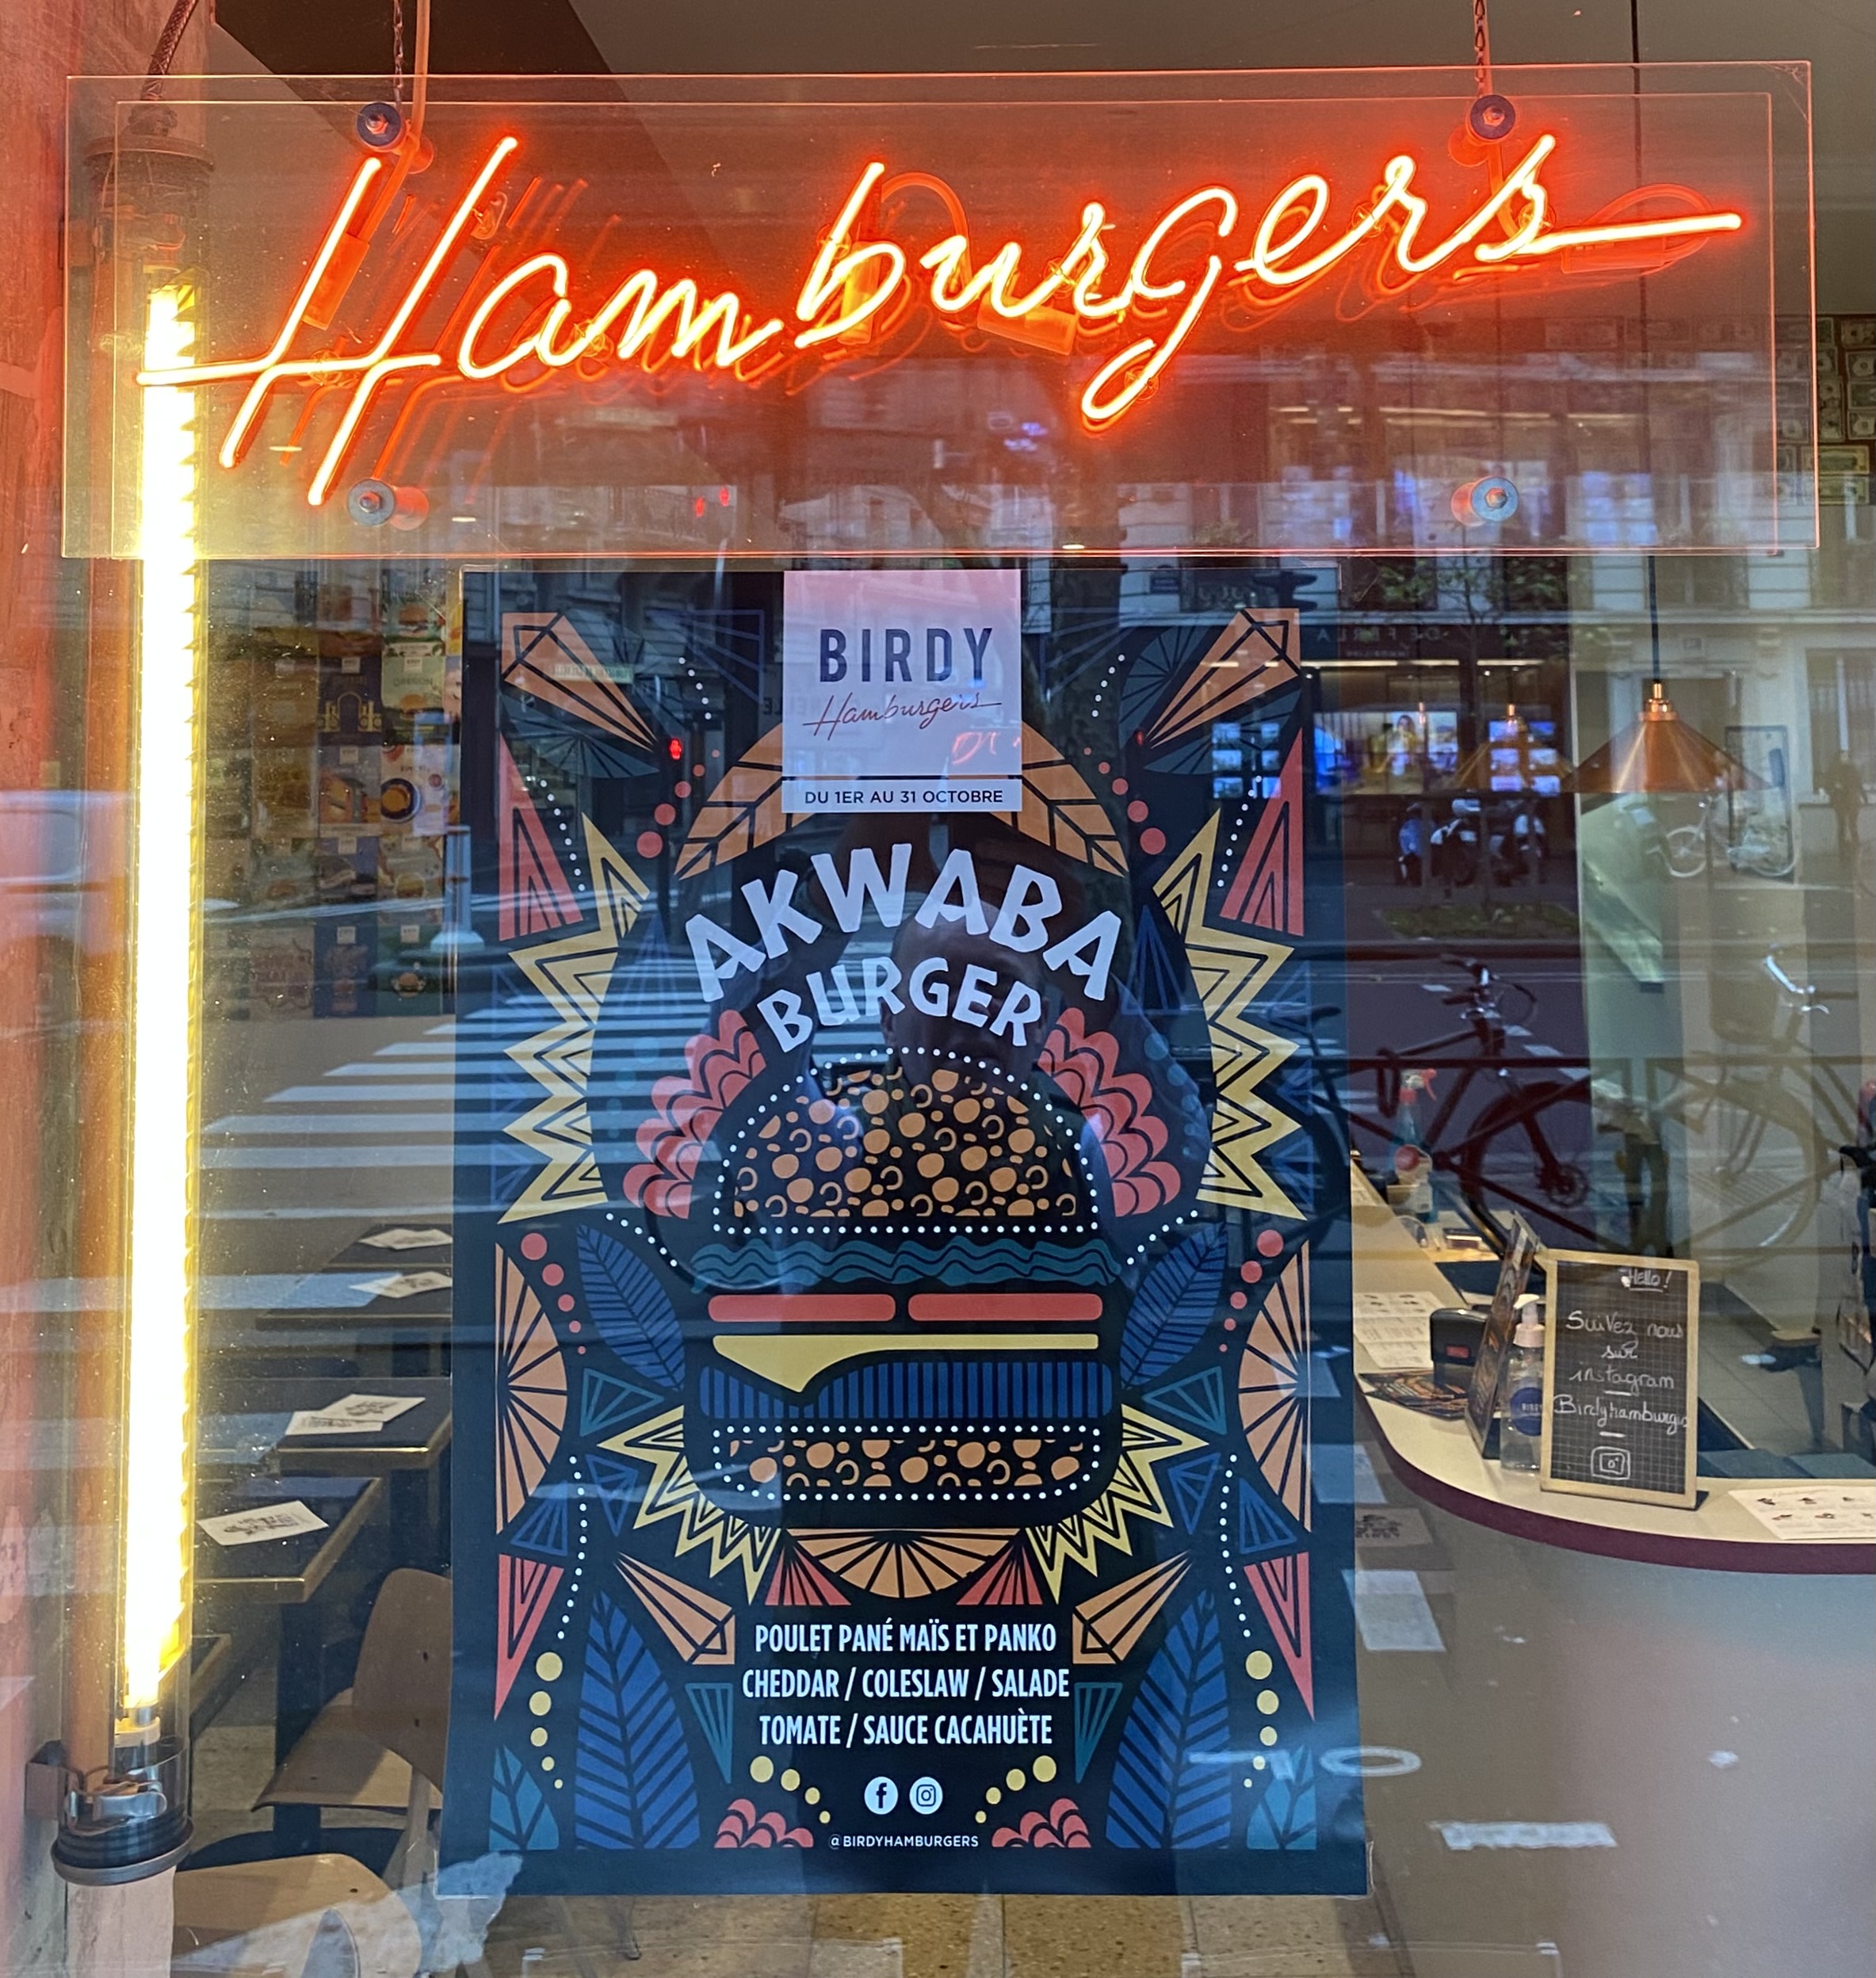 Hamburgers
BIRDY
Hamburgers
DU 1ER AU 31 OCTOBRE
AKWABA
BURGER
POULET PANÉ MAÏS ET PANKO
CHEDDAR / COLESLAW / SALADE
TOMATE / SAUCE CACAHUÈTE
@BIRDYHAMBURGERS
Hello !
Suivez nous
sur
instagram